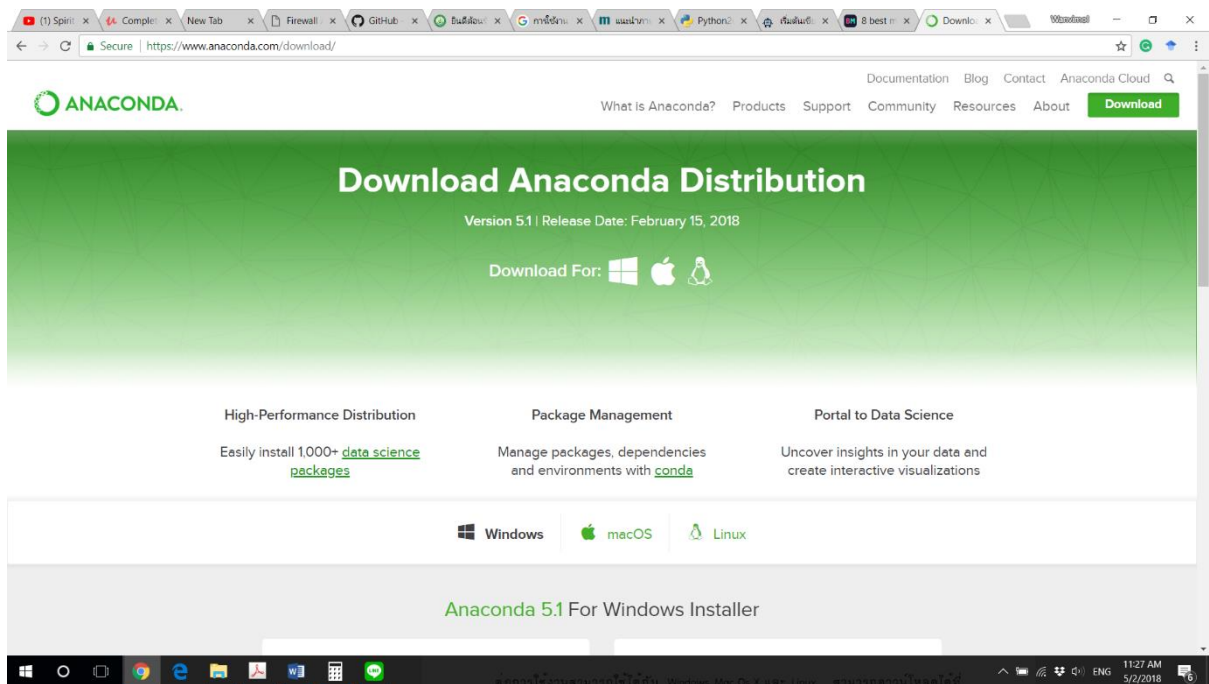 (1) Spirit
Complet
New Tab
Firewall
GitHub
Python2
8 best m
Downloa
Secure | https://www.anaconda.com/download/
Documentation Blog Contact Anaconda Cloud
ANACONDA.
What is Anaconda? Products Support Community Resources About Download
Download Anaconda Distribution
Version 5.1 | Release Date: February 15, 2018
Download For:
High-Performance Distribution
Easily install 1,000+ data science
packages
Package Management
Manage packages, dependencies
and environments with conda
Portal to Data Science
Uncover insights in your data and
create interactive visualizations
Windows macOS Linux
Anaconda 5.1 For Windows Installer
ENG
11:27 AM
5/2/2018